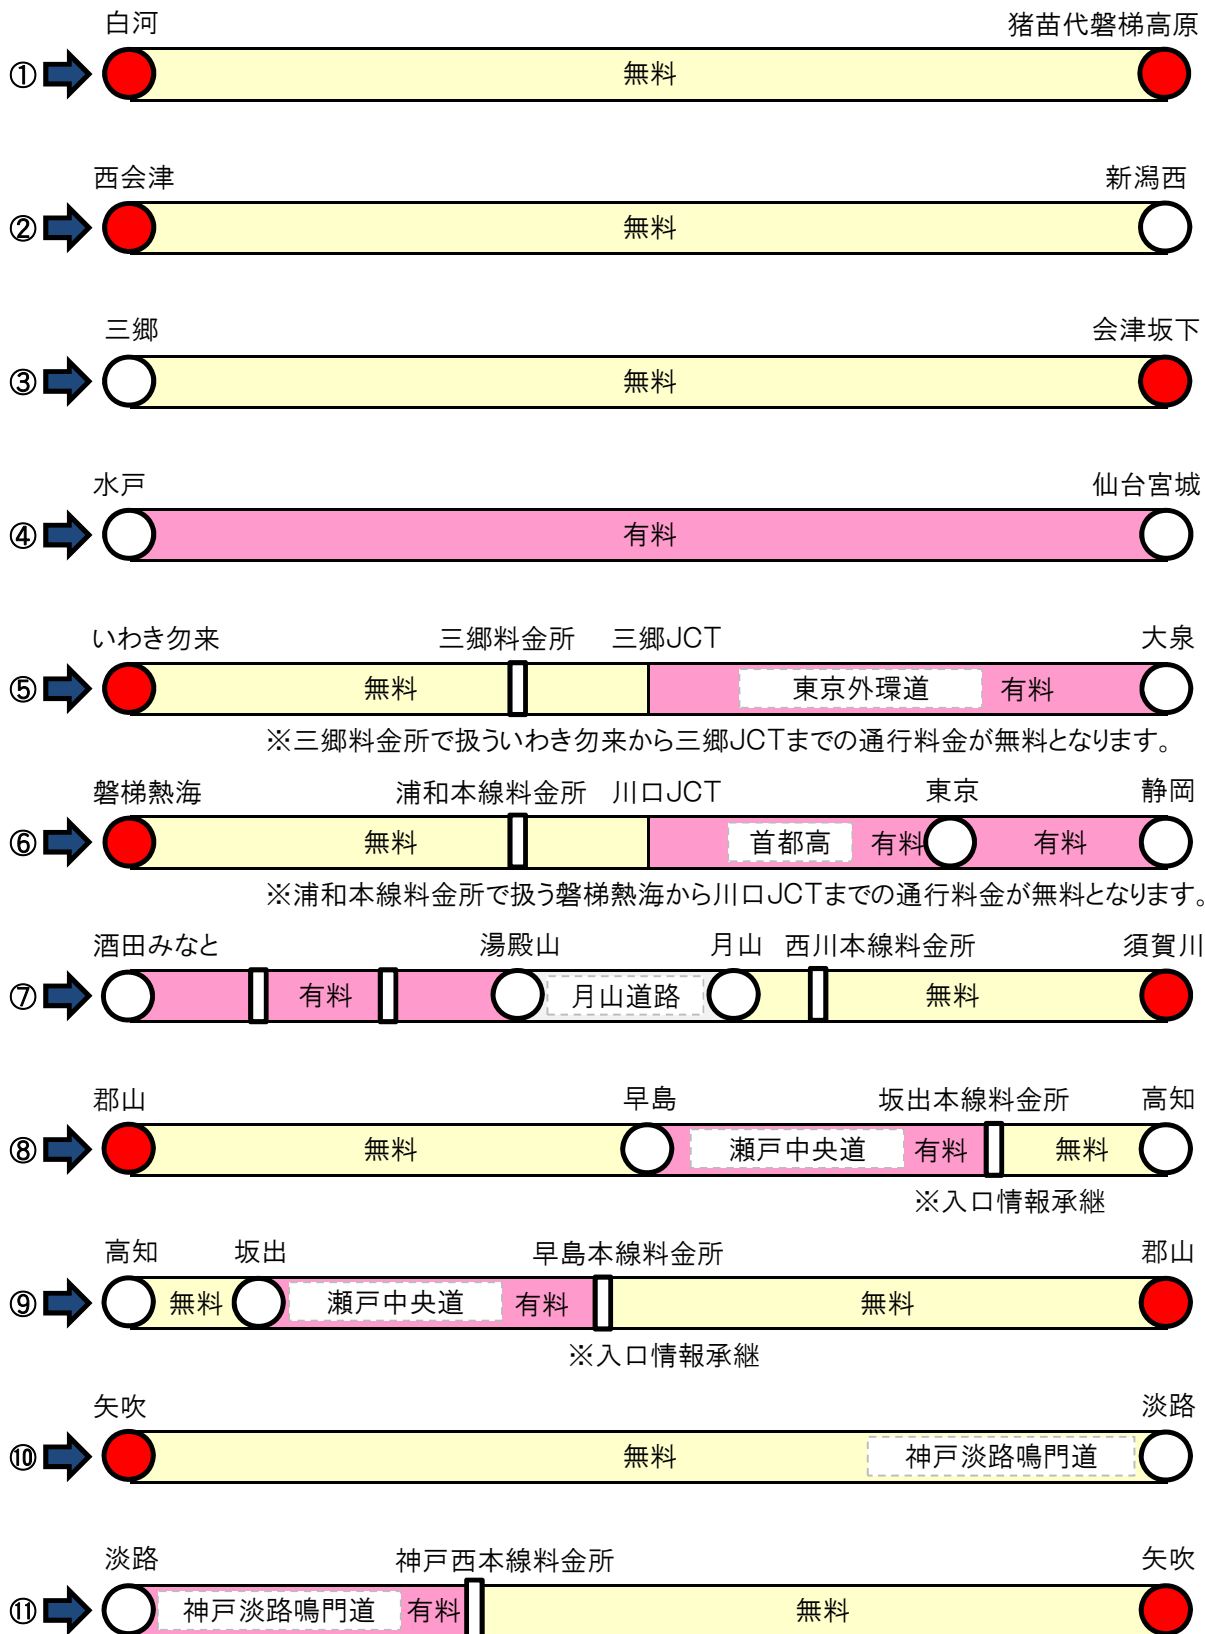 白河 猪苗代磐梯高原
① 無料
西会津 新潟西
② 無料
三郷 会津坂下
③ 無料
水戸 仙台宮城
④ 有料
いわき勿来 三郷料金所 三郷JCT 大泉
⑤ 無料 東京外環道 有料
※三郷料金所で扱ういわき勿来から三郷JCTまでの通行料金が無料となります。
磐梯熱海 浦和本線料金所 川口JCT 東京 静岡
⑥ 無料 首都高 有料 有料
※浦和本線料金所で扱う磐梯熱海から川口JCTまでの通行料金が無料となります。
酒田みなと 湯殿山 月山 西川本線料金所 須賀川
⑦ 有料 月山道路 無料
郡山 早島 坂出本線料金所 高知
⑧ 無料 瀬戸中央道 有料 無料
※入口情報承継
高知 坂出 早島本線料金所 郡山
⑨ 無料 瀬戸中央道 有料 無料
※入口情報承継
矢吹 淡路
⑩ 無料 神戸淡路鳴門道
淡路 神戸西本線料金所 矢吹
⑪ 神戸淡路鳴門道 有料 無料